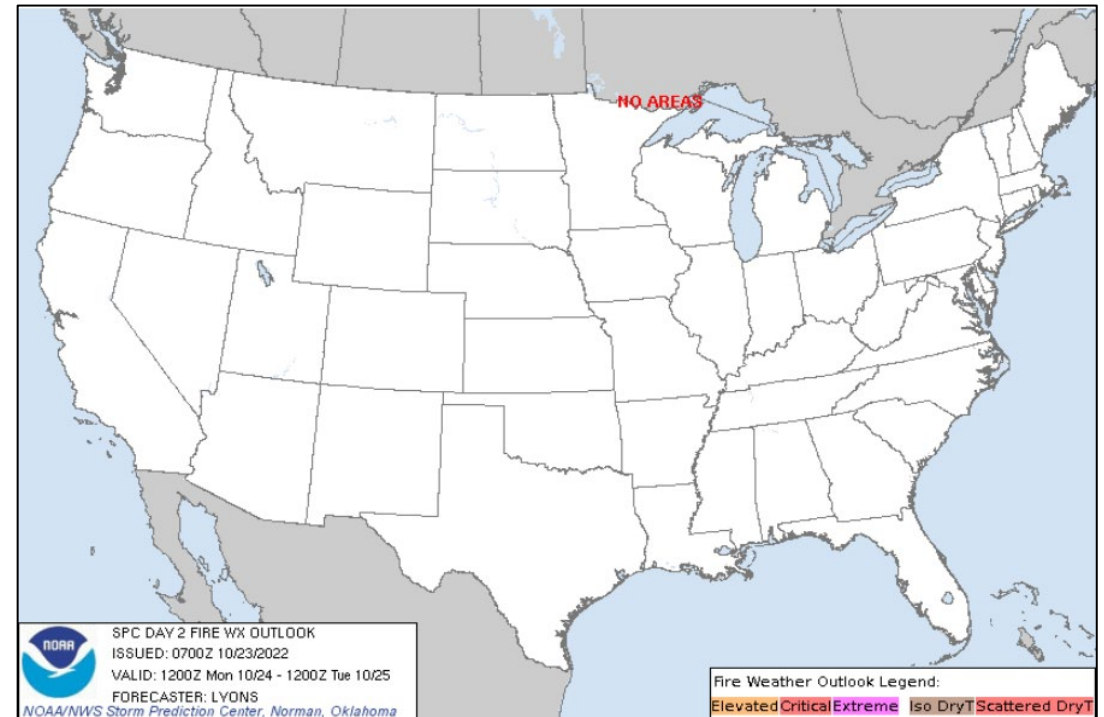 NO AREAS
NOAA
SPC DAY 2 FIRE WX OUTLOOK
ISSUED: 0700Z 10/23/2022
VALID: 1200Z Mon 10/24 - 1200Z Tue 10/25
FORECASTER: LYONS
NOAA/NWS Storm Prediction Center, Norman, Oklahoma
Fire Weather Outlook Legend:
Elevated Critical Extreme Iso DryT Scattered DryT